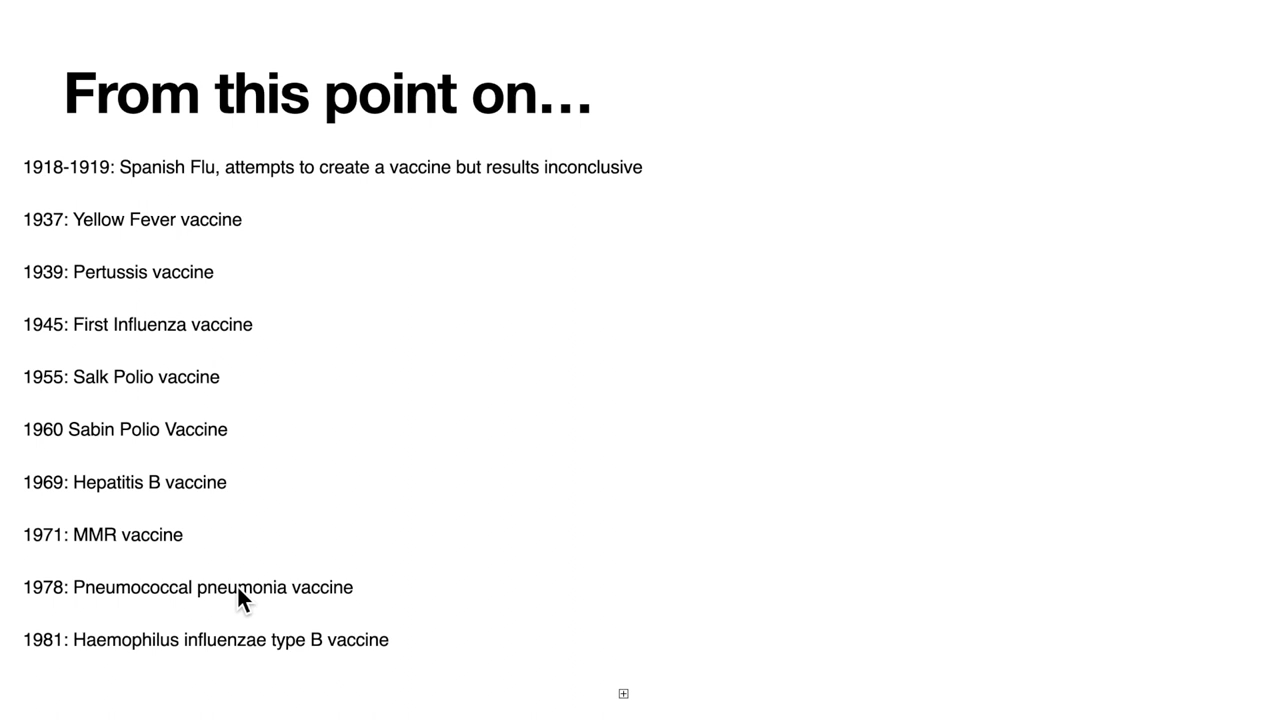 From this point on…
1918-1919: Spanish Flu, attempts to create a vaccine but results inconclusive
1937: Yellow Fever vaccine
1939: Pertussis vaccine
1945: First Influenza vaccine
1955: Salk Polio vaccine
1960 Sabin Polio Vaccine
1969: Hepatitis B vaccine
1971: MMR vaccine
1978: Pneumococcal pneumonia vaccine
1981: Haemophilus influenzae type B vaccine